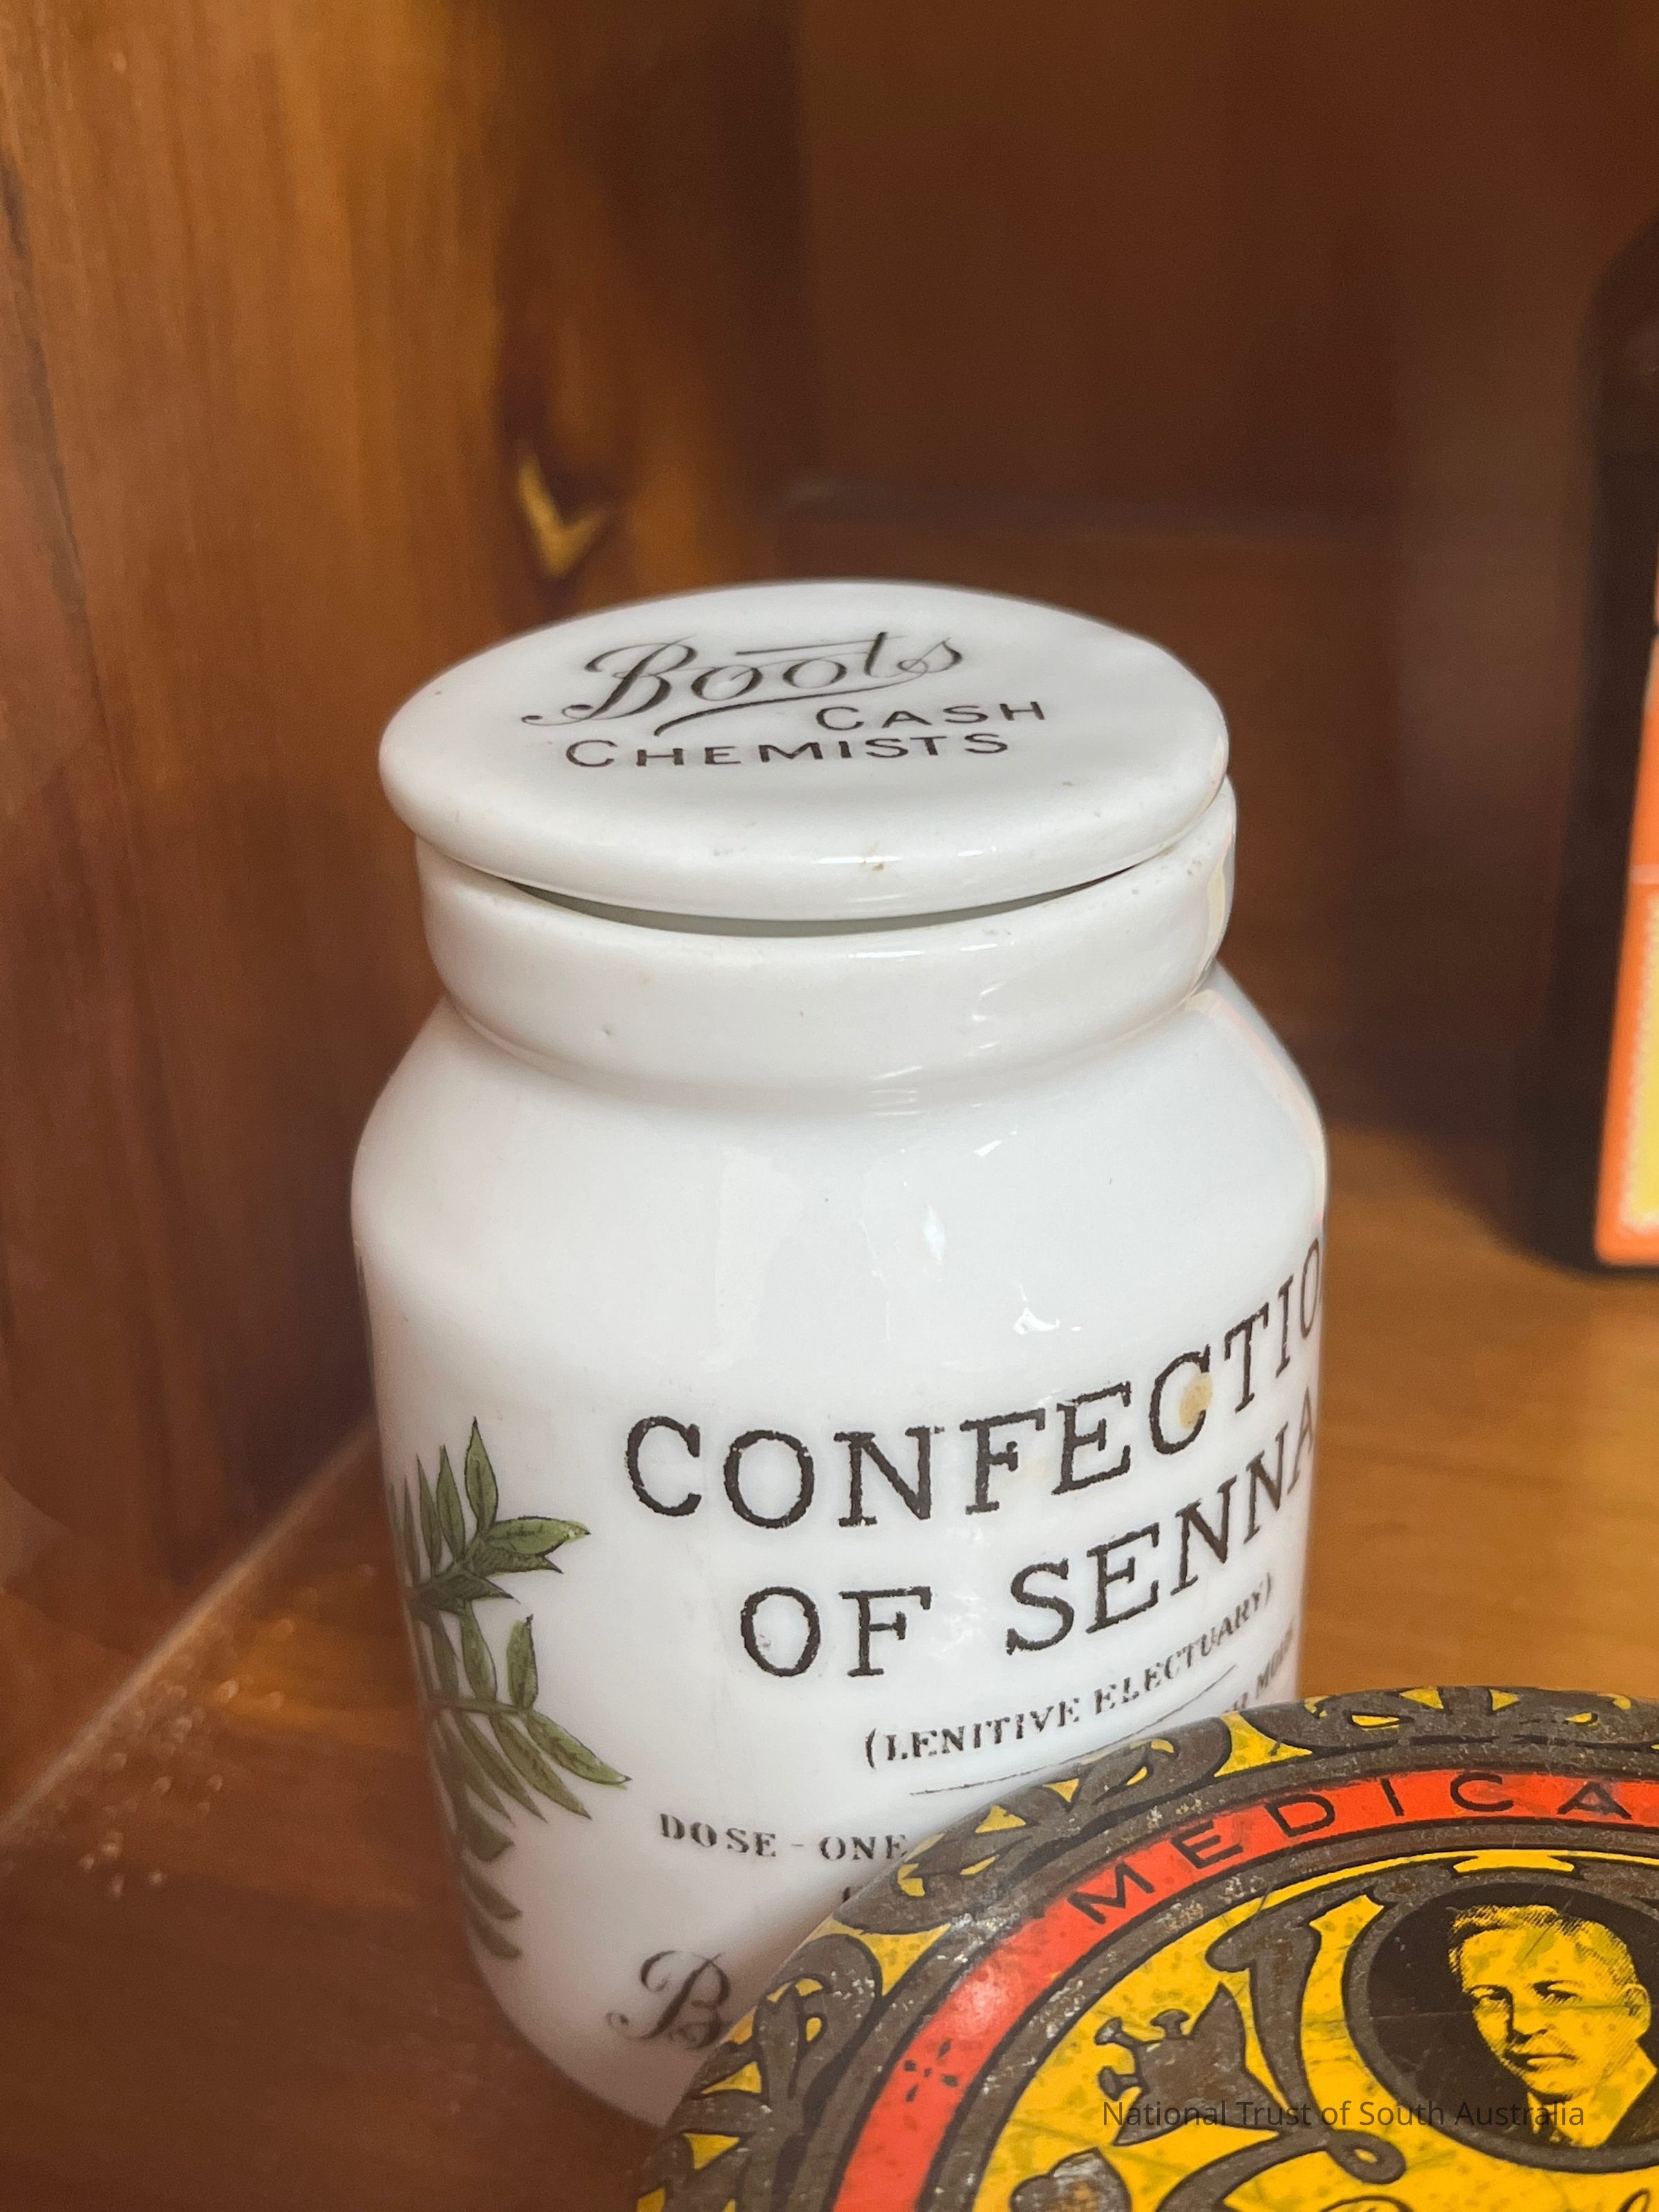 Boots
CASH
CHEMISTS
CONFECTIO
OF SENNA
(LENITIVE ELECTUARY)
DOSE - ONE
B
MEDICA
National Trust of South Australia